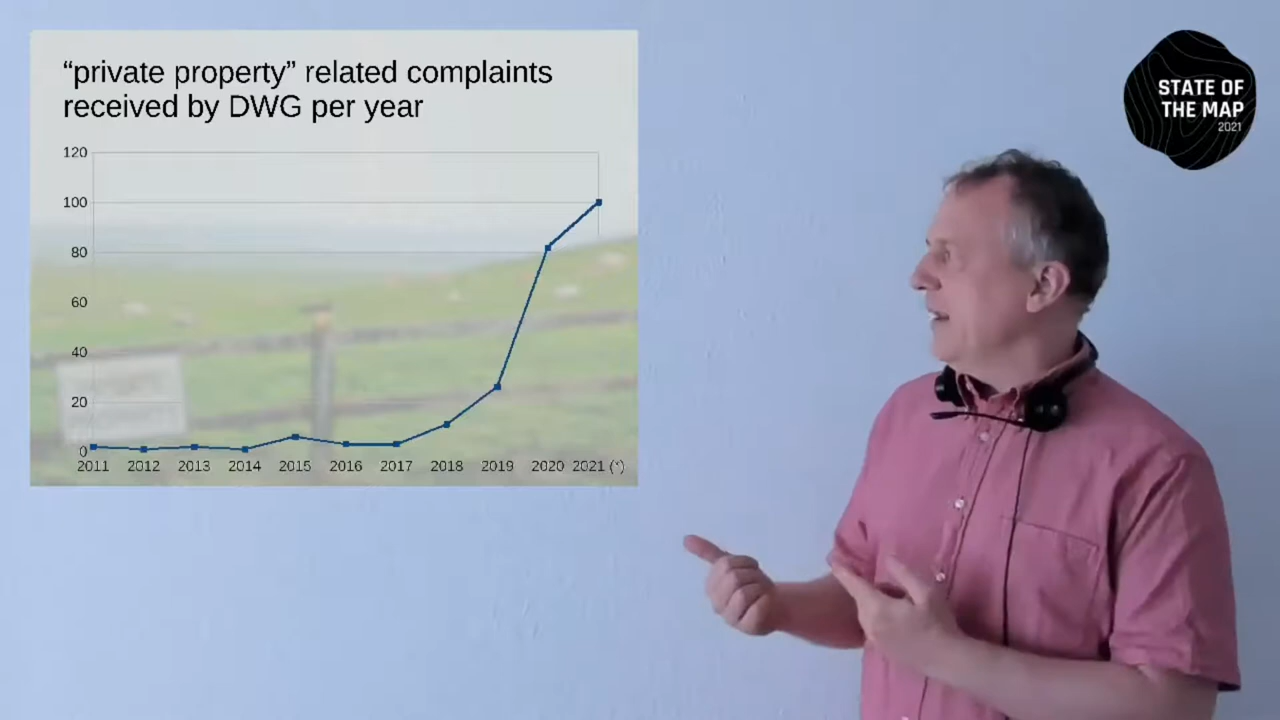 “private property” related complaints
received by DWG per year
120
100
80
60
40
20
0
2011 2012 2013 2014 2015 2016 2017 2018 2019 2020 2021 (*)
STATE OF
THE MAP
2021